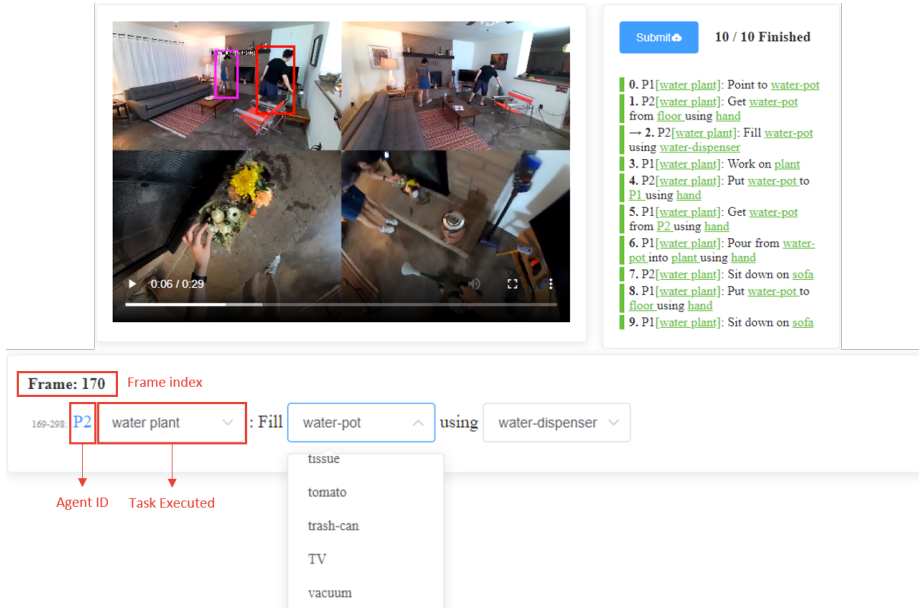 0:06 / 0:29
Submit
10 / 10 Finished
0. P1[water plant]: Point to water-pot
1. P2[water plant]: Get water-pot
from floor using hand
→ 2. P2[water plant]: Fill water-pot
using water-dispenser
3. P1[water plant]: Work on plant
4. P2[water plant]: Put water-pot to
P1 using hand
5. P1[water plant]: Get water-pot
from P2 using hand
6. P1[water plant]: Pour from water-
pot into plant using hand
7. P2[water plant]: Sit down on sofa
8. P1[water plant]: Put water-pot to
floor using hand
9. P1[water plant]: Sit down on sofa
Frame: 170 Frame index
169-298: P2 water plant : Fill water-pot using water-dispenser
Agent ID Task Executed
tissue
tomato
trash-can
TV
vacuum